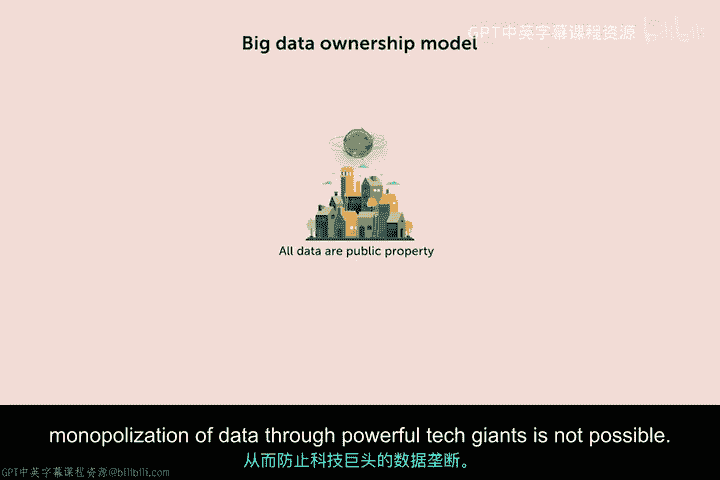 GPT中英字幕课程资源
Big data ownership model
All data are public property
monopolization of data through powerful tech giants is not possible.
从而防止科技巨头的数据垄断。
GPT中英字幕课程资源@bilibili.com